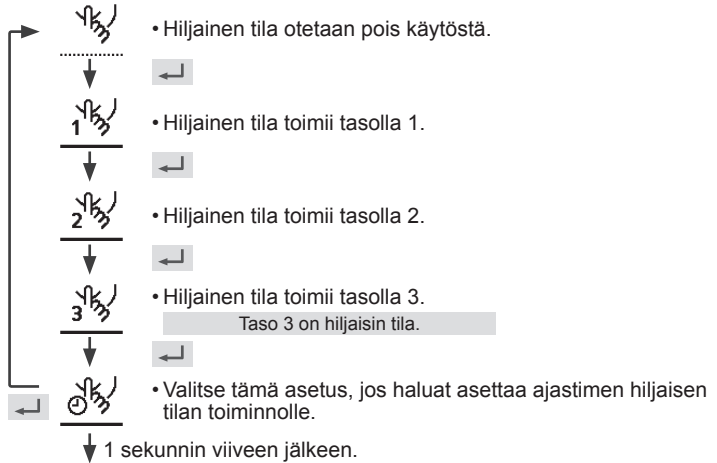 • Hiljainen tila otetaan pois käytöstä.
1
• Hiljainen tila toimii tasolla 1.
2
• Hiljainen tila toimii tasolla 2.
3
• Hiljainen tila toimii tasolla 3.
Taso 3 on hiljaisin tila.
• Valitse tämä asetus, jos haluat asettaa ajastimen hiljaisen
tilan toiminnolle.
1 sekunnin viiveen jälkeen.